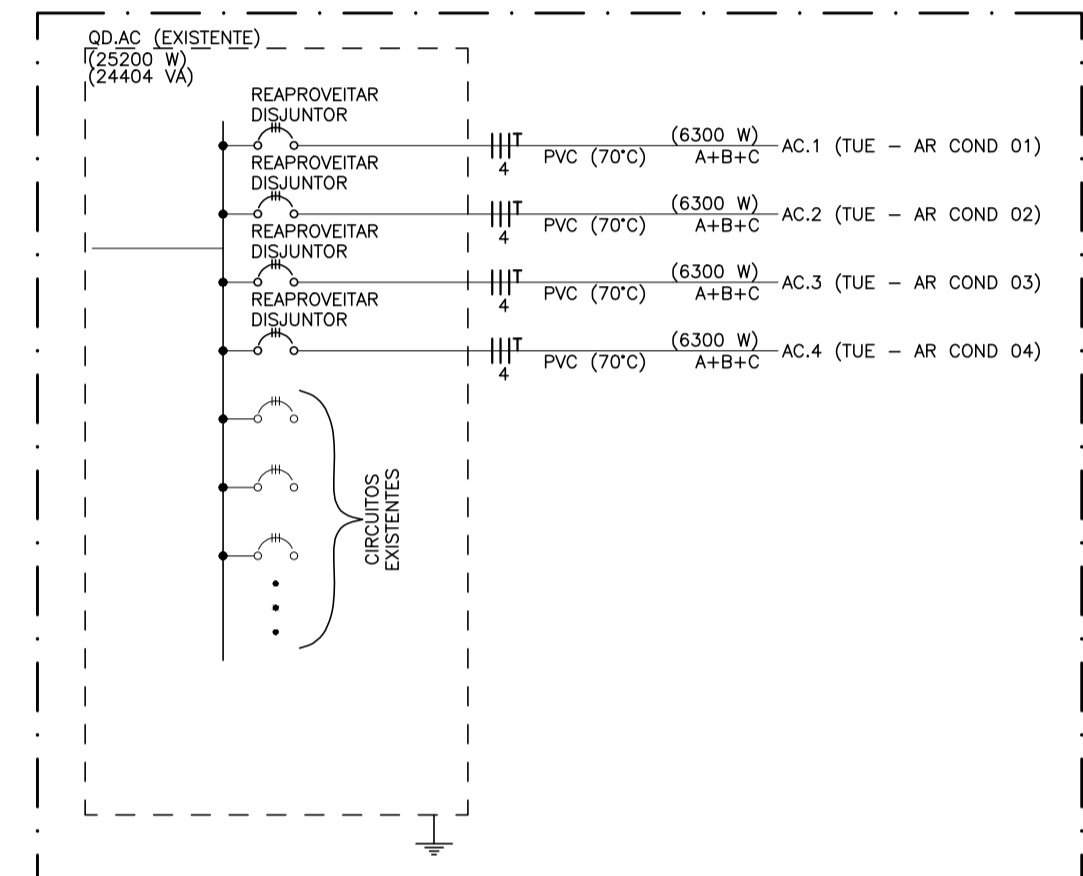 QD.AC (EXISTENTE)
(25200 W)
(24404 VA)
REAPROVEITAR
DISJUNTOR
T
4
PVC (70°C)
(6300 W)
A+B+C
AC.1 (TUE – AR COND 01)
REAPROVEITAR
DISJUNTOR
T
4
PVC (70°C)
(6300 W)
A+B+C
AC.2 (TUE – AR COND 02)
REAPROVEITAR
DISJUNTOR
T
4
PVC (70°C)
(6300 W)
A+B+C
AC.3 (TUE – AR COND 03)
REAPROVEITAR
DISJUNTOR
T
4
PVC (70°C)
(6300 W)
A+B+C
AC.4 (TUE – AR COND 04)
CIRCUITOS
EXISTENTES